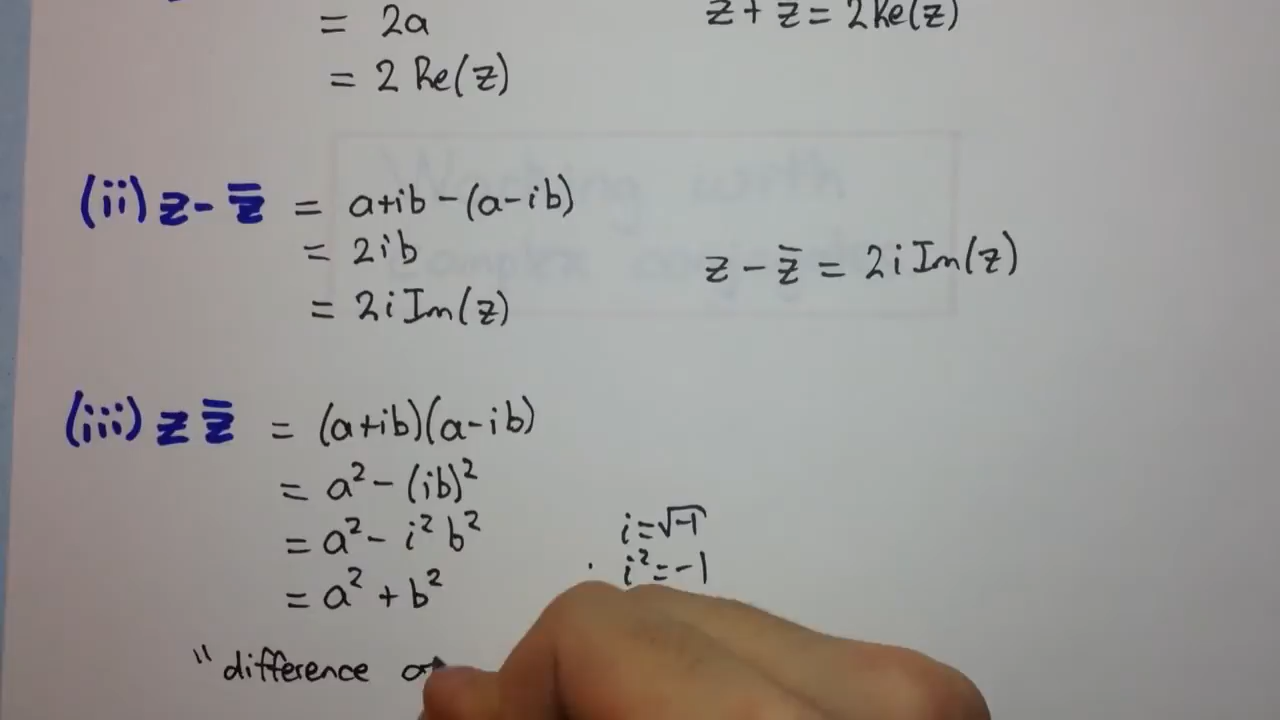 = 2a
z + z̄ = 2Re(z)
= 2 Re(z)
(ii) z - z̄ = a+ib - (a-ib)
= 2ib
z - z̄ = 2i Im(z)
= 2i Im(z)
(iii) z z̄ = (a+ib)(a-ib)
= a² - (ib)²
= a² - i² b²
i = √-1
i² = -1
= a² + b²
"difference